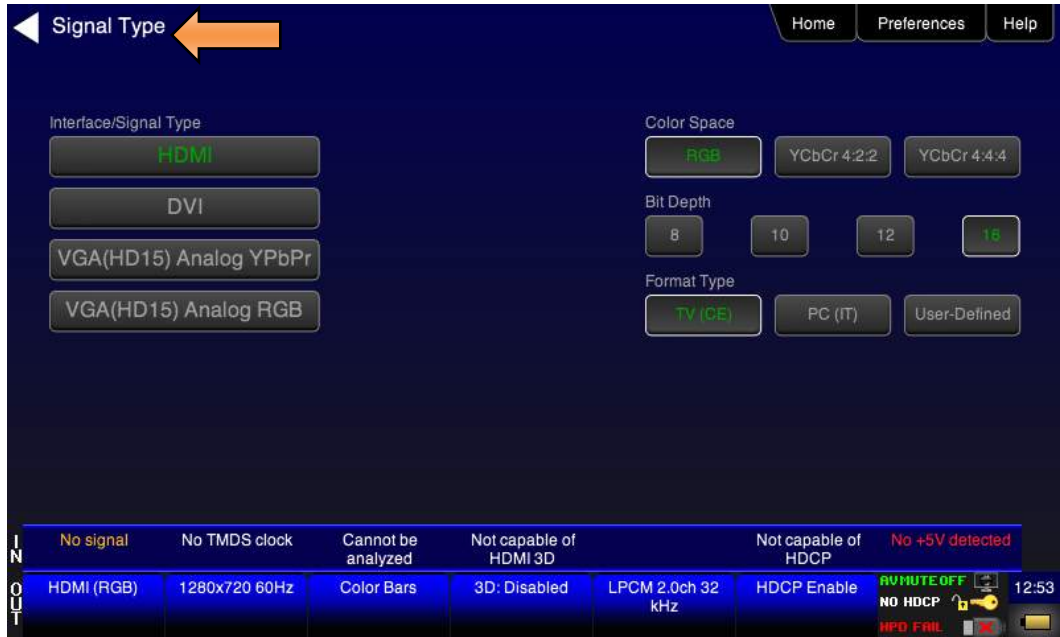 Signal Type
Home
Preferences
Help
Interface/Signal Type
HDMI
DVI
VGA(HD15) Analog YPbPr
VGA(HD15) Analog RGB
Color Space
RGB
YCbCr 4:2:2
YCbCr 4:4:4
Bit Depth
8
10
12
16
Format Type
TV (CE)
PC (IT)
User-Defined
IN
No signal
No TMDS clock
Cannot be
analyzed
Not capable of
HDMI 3D
Not capable of
HDCP
No +5V detected
OUT
HDMI (RGB)
1280x720 60Hz
Color Bars
3D: Disabled
LPCM 2.0ch 32
kHz
HDCP Enable
AVMUTE OFF
NO HDCP
HPD FAIL
12:53